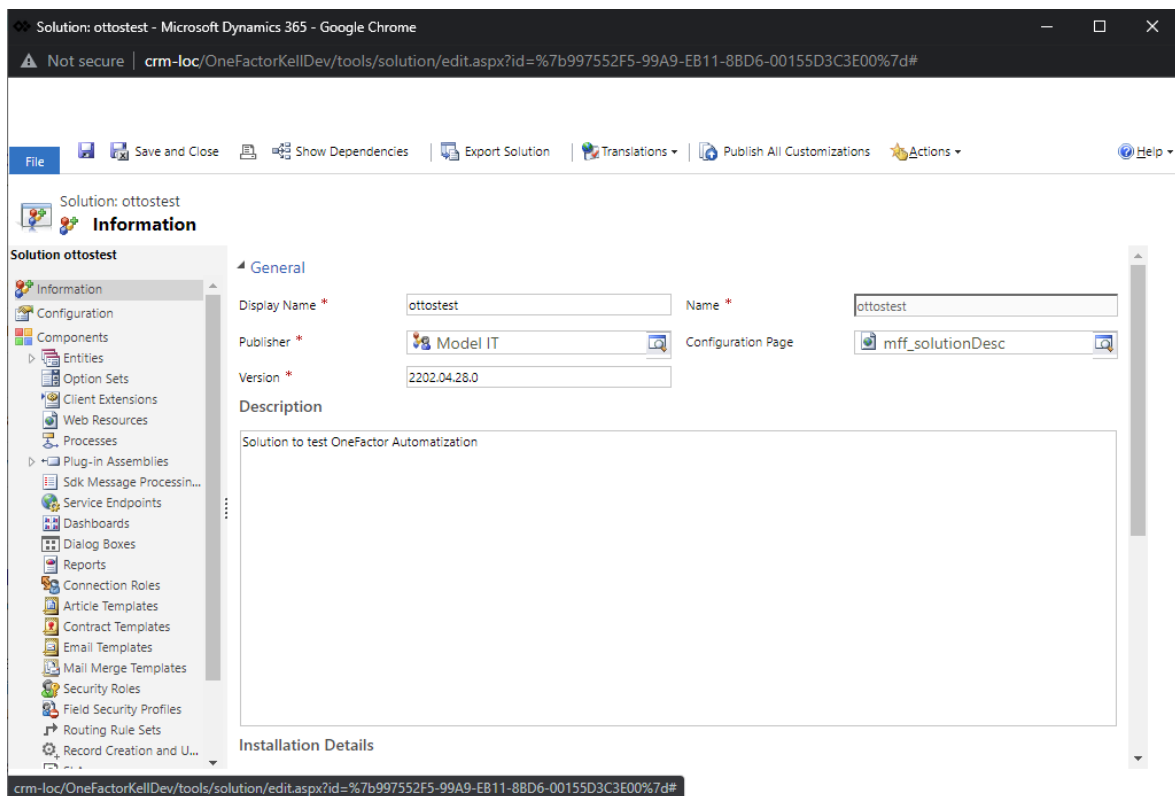 Solution: ottostest - Microsoft Dynamics 365 - Google Chrome
Not secure | crm-loc/OneFactorKellDev/tools/solution/edit.aspx?id=%7b997552F5-99A9-EB11-8BD6-00155D3C3E00%7d#
File Save and Close Show Dependencies Export Solution Translations Publish All Customizations Actions Help
Solution: ottostest
Information
Solution ottostest
Information
Configuration
Components
Entities
Option Sets
Client Extensions
Web Resources
Processes
Plug-in Assemblies
Sdk Message Processin...
Service Endpoints
Dashboards
Dialog Boxes
Reports
Connection Roles
Article Templates
Contract Templates
Email Templates
Mail Merge Templates
Security Roles
Field Security Profiles
Routing Rule Sets
Record Creation and U...
General
Display Name * ottostest Name * ottostest
Publisher * Model IT Configuration Page mff_solutionDesc
Version * 2202.04.28.0
Description
Solution to test OneFactor Automatization
Installation Details
crm-loc/OneFactorKellDev/tools/solution/edit.aspx?id=%7b997552F5-99A9-EB11-8BD6-00155D3C3E00%7d#